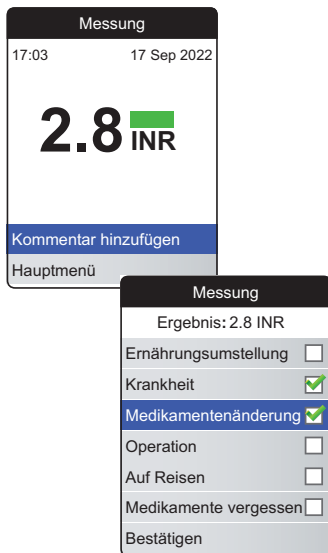 Messung
17:03 17 Sep 2022
2.8 INR
Kommentar hinzufügen
Hauptmenü
Messung
Ergebnis: 2.8 INR
Ernährungsumstellung
Krankheit
Medikamentenänderung
Operation
Auf Reisen
Medikamente vergessen
Bestätigen